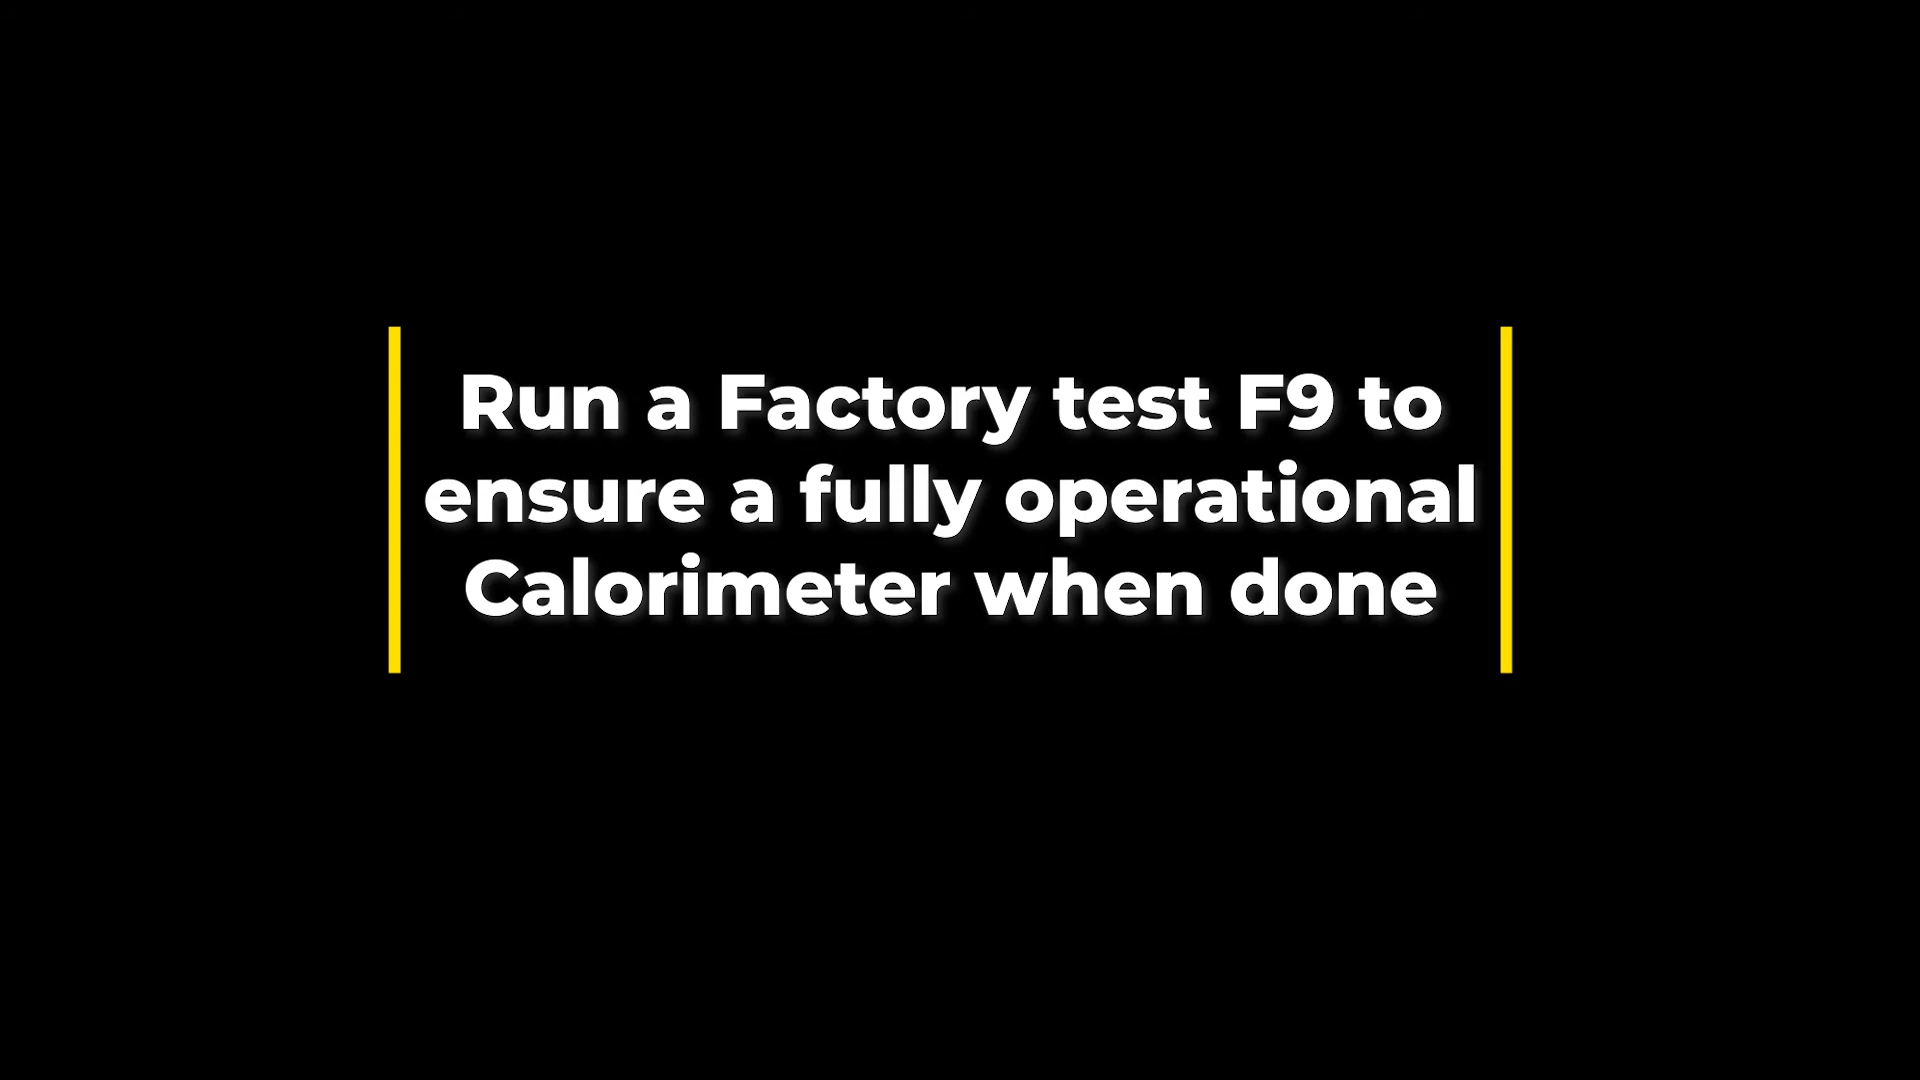 Run a Factory test F9 to
ensure a fully operational
Calorimeter when done